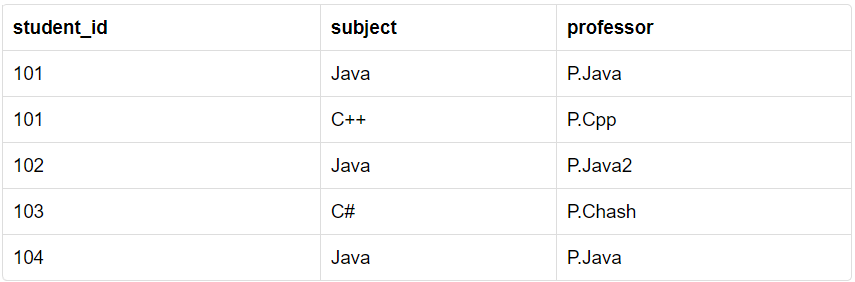 student_id subject professor
101 Java P.Java
101 C++ P.Cpp
102 Java P.Java2
103 C# P.Chash
104 Java P.Java